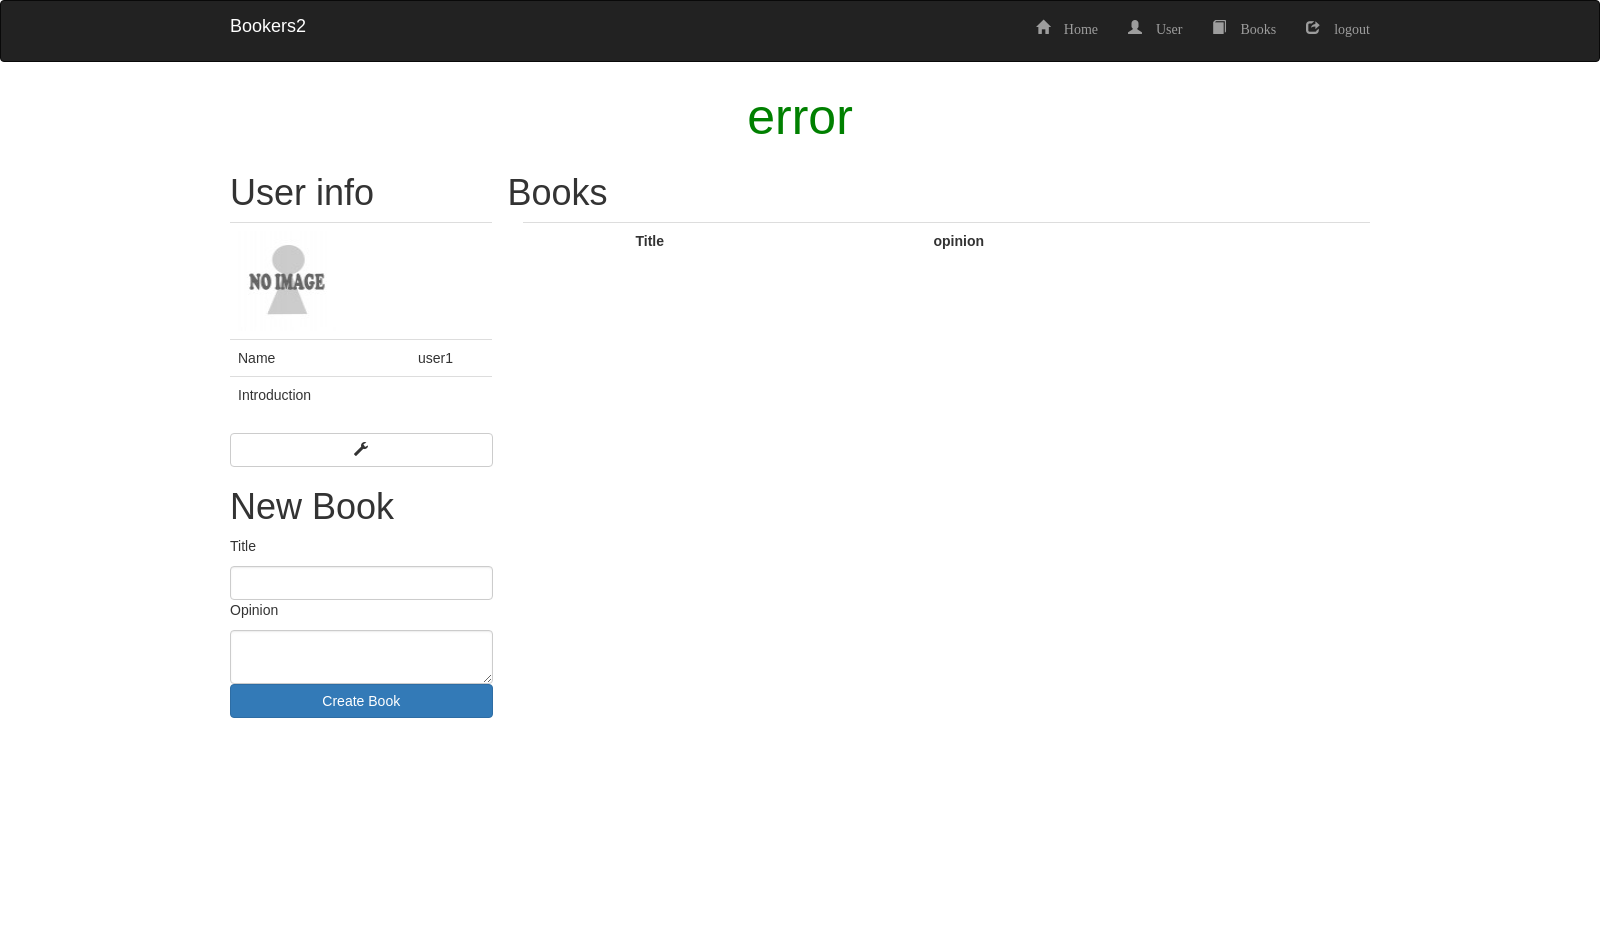 Bookers2
Home User Books logout
error
User info
NO IMAGE
Name user1
Introduction
New Book
Title
Opinion
Create Book
Books
Title opinion